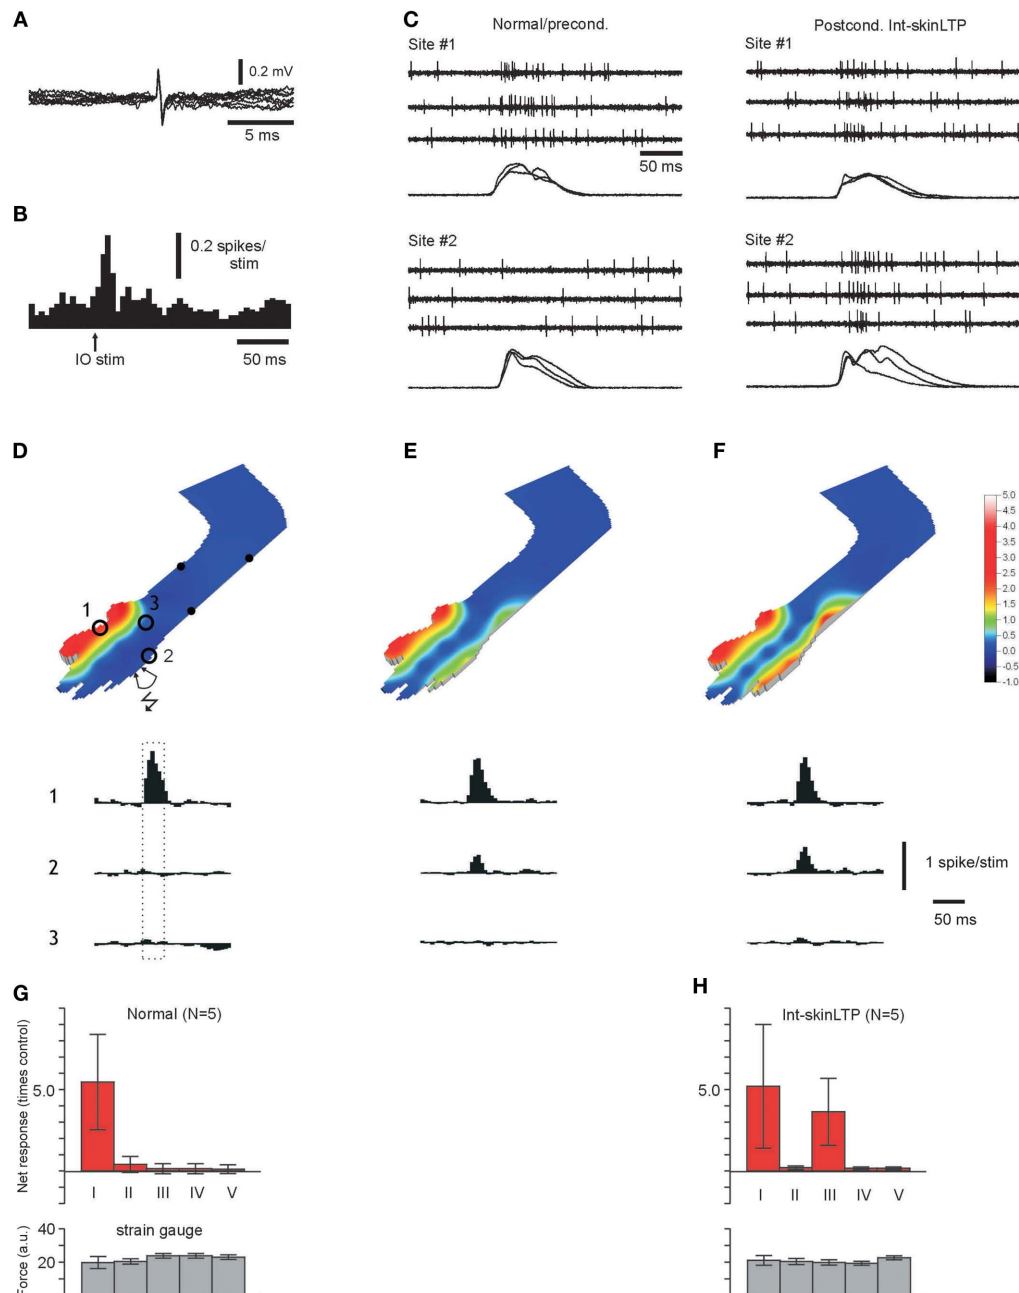 A
0.2 mV
5 ms
B
0.2 spikes/
stim
IO stim
50 ms
C
Normal/precond.
Postcond. Int-skinLTP
Site #1
Site #1
50 ms
Site #2
Site #2
D
E
F
1
3
2
5.0
4.5
4.0
3.5
3.0
2.5
2.0
1.5
1.0
0.5
0.0
-0.5
-1.0
1
2
3
1 spike/stim
50 ms
G
Normal (N=5)
Net response (times control)
5.0
I II III IV V
strain gauge
Force (a.u.)
40
20
H
Int-skinLTP (N=5)
5.0
I II III IV V